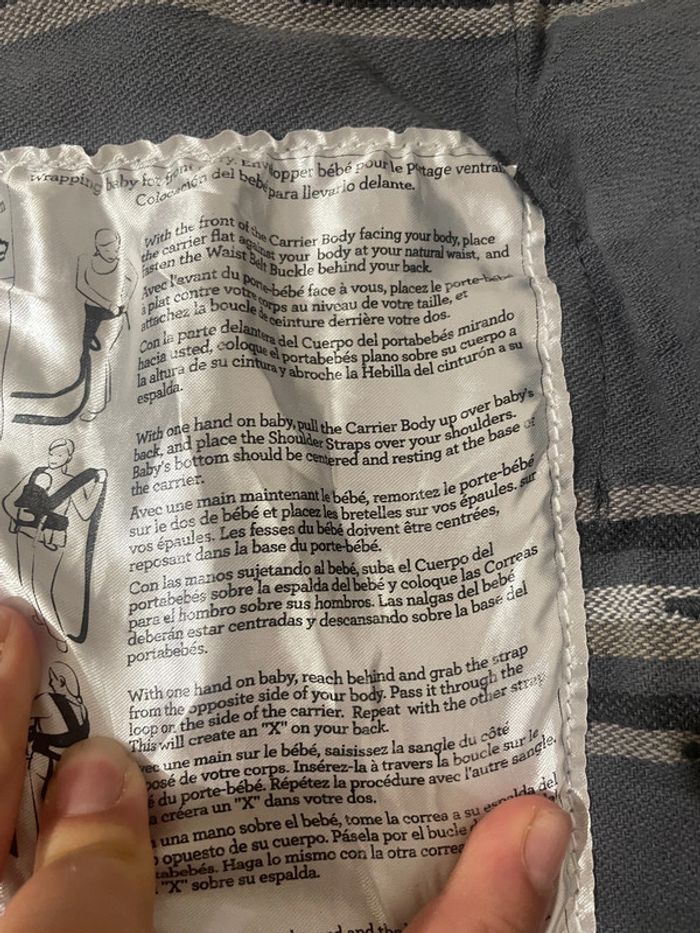 Wrapping baby for front Envelopper bébé pour le portage ventral
Colocación del bebé para llevarlo delante.
With the front of the Carrier Body facing your body, place
the carrier flat against your body at your natural waist, and
fasten the Waist Belt Buckle behind your back.
Avec l'avant du porte-bébé face à vous, placez le porte-bébé
à plat contre votre corps au niveau de votre taille, et
attachez la boucle de ceinture derrière votre dos.
Con la parte delantera del Cuerpo del portabebés mirando
hacia usted, coloque el portabebés plano sobre su cuerpo a
la altura de su cintura y abroche la Hebilla del cinturón a su
espalda.
With one hand on baby, pull the Carrier Body up over baby's
back, and place the Shoulder Straps over your shoulders.
Baby's bottom should be centered and resting at the base of
the carrier.
Avec une main maintenant le bébé, remontez le porte-bébé
sur le dos de bébé et placez les bretelles sur vos épaules. sur
vos épaules. Les fesses du bébé doivent être centrées,
reposant dans la base du porte-bébé.
Con las manos sujetando al bebé, suba el Cuerpo del
portabebés sobre la espalda del bebé y coloque las Correas
para el hombro sobre sus hombros. Las nalgas del bebé
deberán estar centradas y descansando sobre la base del
portabebés.
With one hand on baby, reach behind and grab the strap
from the opposite side of your body. Pass it through the
loop on the side of the carrier. Repeat with the other strap.
This will create an "X" on your back.
vec une main sur le bébé, saisissez la sangle du côté
posé de votre corps. Insérez-la à travers la boucle sur le
é du porte-bébé. Répétez la procédure avec l'autre sangle.
a créera un "X" dans votre dos.
una mano sobre el bebé, tome la correa a su espalda del
opuesto de su cuerpo. Pásela por el bucle del
tabebés. Haga lo mismo con la otra correa
"X" sobre su espalda.